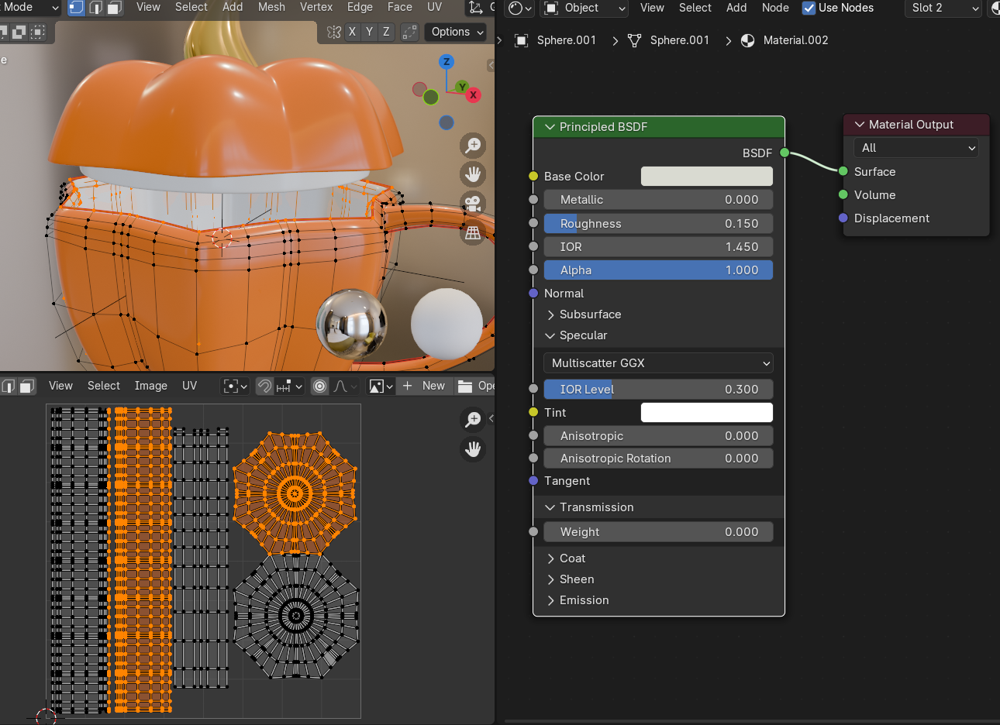 Mode View Select Add Mesh Vertex Edge Face UV
X Y Z Options
e
Z
Y
X
View Select Image UV New Ope
Object View Select Add Node Use Nodes Slot 2
Sphere.001 Sphere.001 Material.002
Principled BSDF
BSDF
Base Color
Metallic 0.000
Roughness 0.150
IOR 1.450
Alpha 1.000
Normal
Subsurface
Specular
Multiscatter GGX
IOR Level 0.300
Tint
Anisotropic 0.000
Anisotropic Rotation 0.000
Tangent
Transmission
Weight 0.000
Coat
Sheen
Emission
Material Output
All
Surface
Volume
Displacement